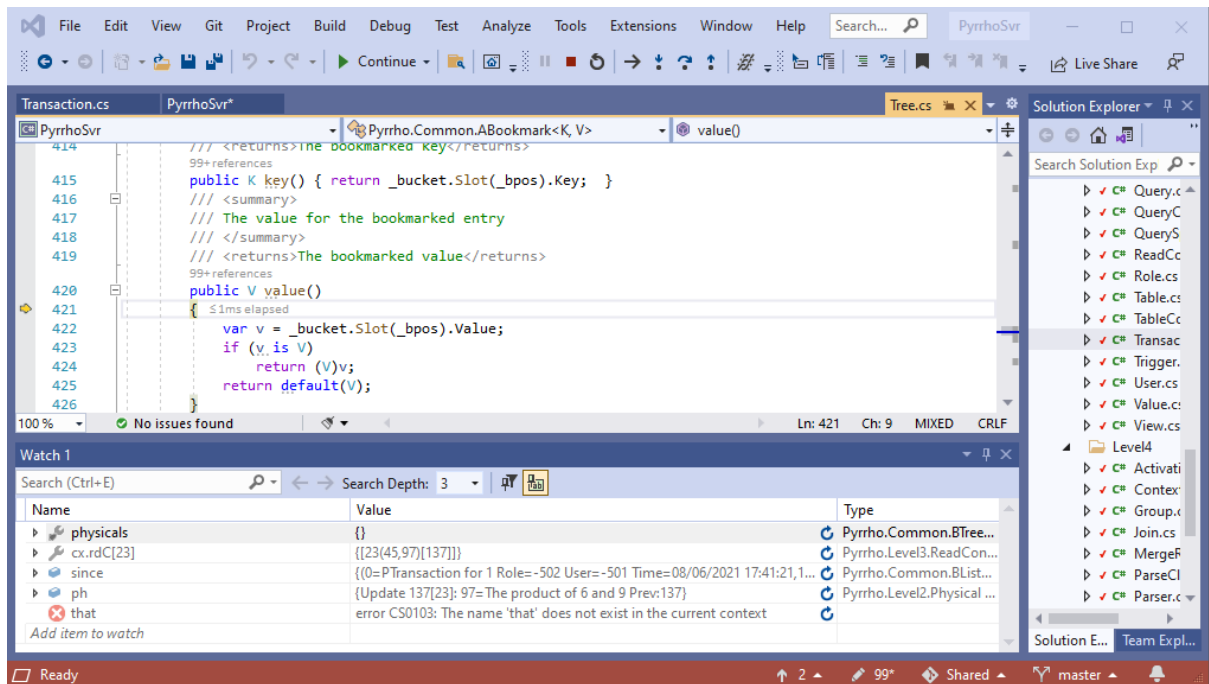 File Edit View Git Project Build Debug Test Analyze Tools Extensions Window Help Search... PyrrhoSvr
Continue Live Share
Transaction.cs PyrrhoSvr* Tree.cs
C# PyrrhoSvr Pyrrho.Common.ABookmark<K, V> value()
414 /// <returns>The bookmarked key</returns>
99+ references
415 public K key() { return _bucket.Slot(_bpos).Key; }
416 /// <summary>
417 /// The value for the bookmarked entry
418 /// </summary>
419 /// <returns>The bookmarked value</returns>
99+ references
420 public V value()
421 { ≤ 1ms elapsed
422 var v = _bucket.Slot(_bpos).Value;
423 if (v is V)
424 return (V)v;
425 return default(V);
426 }
100 % No issues found Ln: 421 Ch: 9 MIXED CRLF
Watch 1
Search (Ctrl+E) Search Depth: 3
Name Value Type
physicals {} Pyrrho.Common.BTree...
cx.rdC[23] {[23(45,97)[137]]} Pyrrho.Level3.ReadCon...
since {(0=PTransaction for 1 Role=-502 User=-501 Time=08/06/2021 17:41:21,1... Pyrrho.Common.BList...
ph {Update 137[23]: 97=The product of 6 and 9 Prev:137} Pyrrho.Level2.Physical ...
that error CS0103: The name 'that' does not exist in the current context
Add item to watch
Solution Explorer
Search Solution Exp
C# Query.c
C# QueryC
C# QueryS
C# ReadCo
C# Role.cs
C# Table.cs
C# TableCo
C# Transac
C# Trigger.
C# User.cs
C# Value.cs
C# View.cs
Level4
C# Activati
C# Context
C# Group.c
C# Join.cs
C# MergeR
C# ParseCl
C# Parser.c
Solution E... Team Expl...
Ready 2 99* Shared master